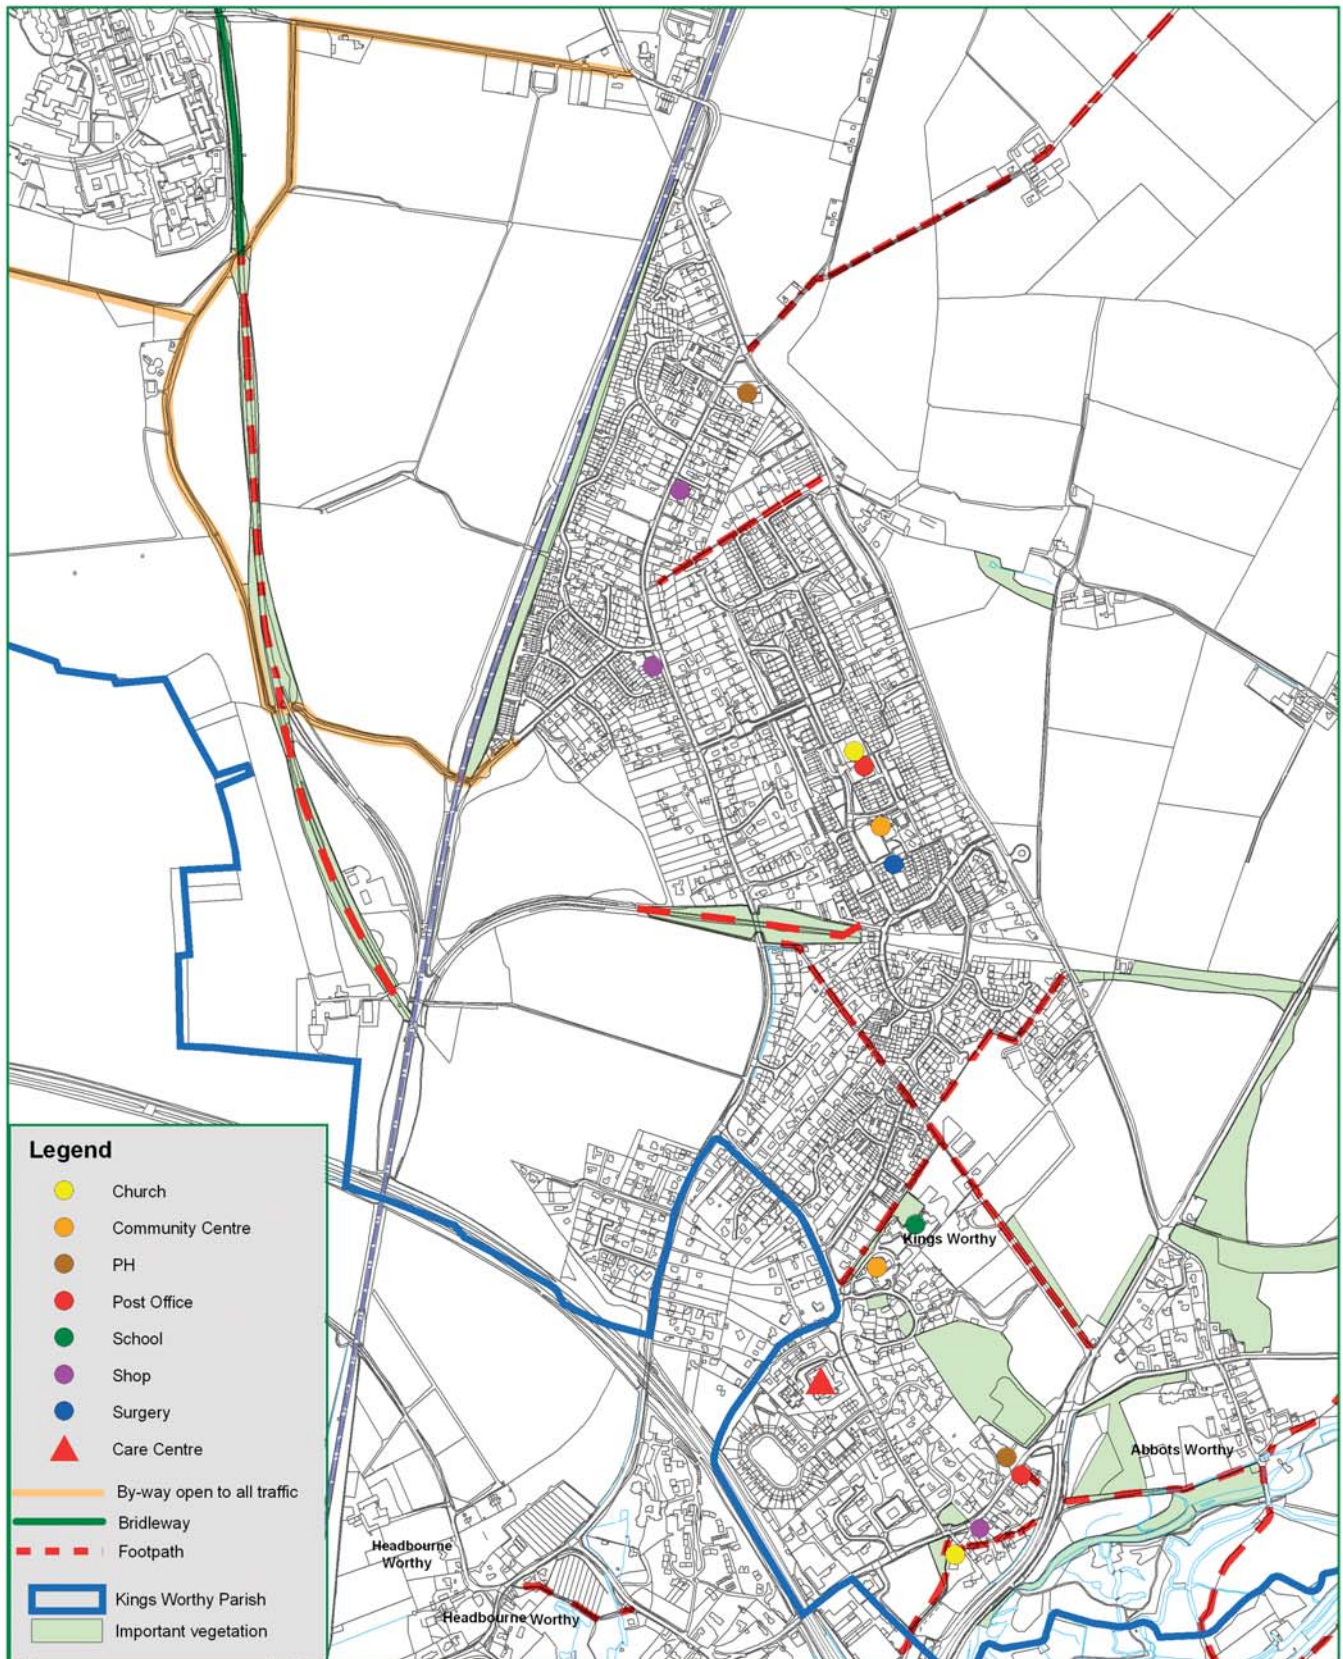 Kings Worthy
Abbots Worthy
Headbourne
Worthy
Headbourne Worthy
Legend
Church
Community Centre
PH
Post Office
School
Shop
Surgery
Care Centre
By-way open to all traffic
Bridleway
Footpath
Kings Worthy Parish
Important vegetation